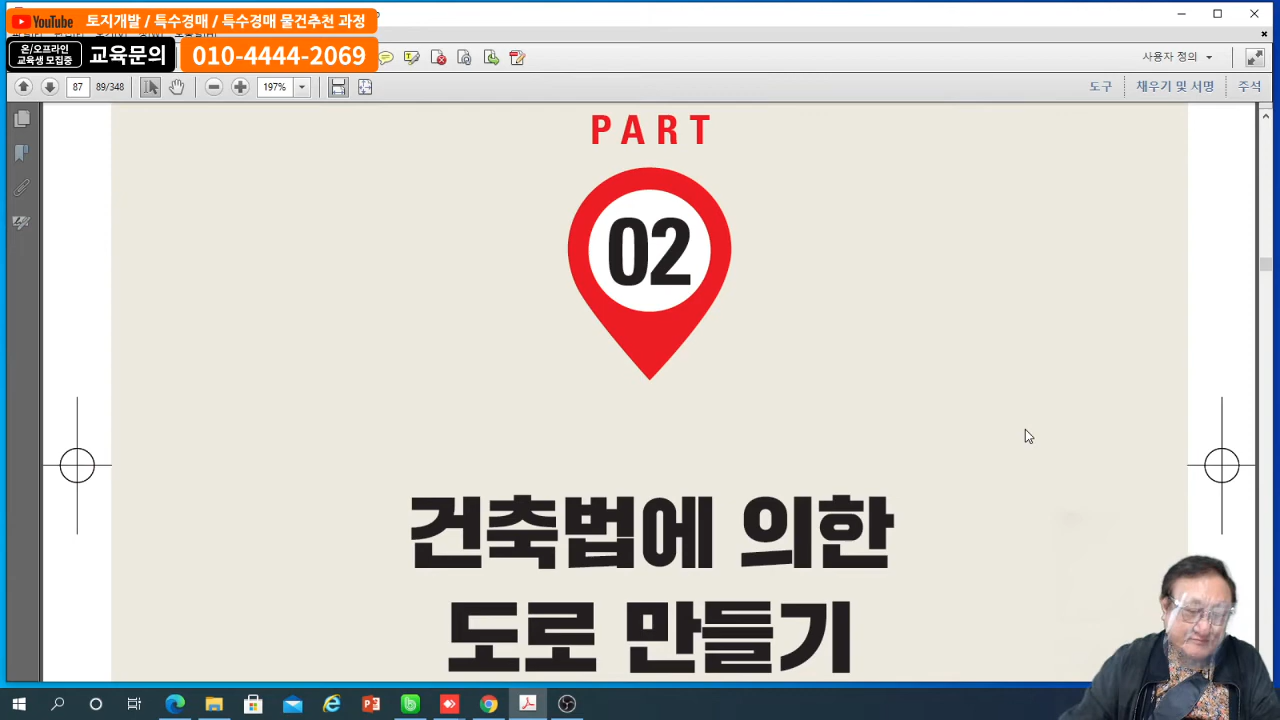 YouTube 토지개발 / 특수경매 / 특수경매 물건추천 과정
온/오프라인
교육생 모집중
교육문의 010-4444-2069
사용자 정의
87 89/348 197%
도구 채우기 및 서명 주석
PART
02
건축법에 의한
도로 만들기